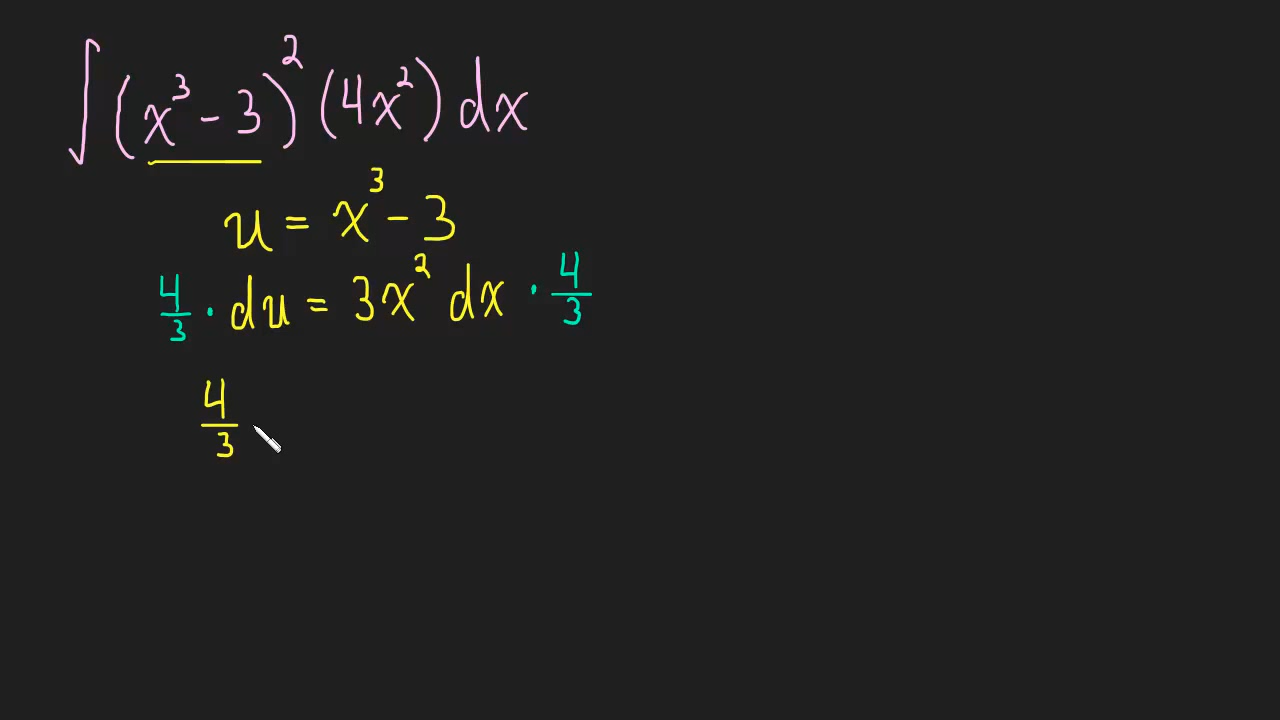 ∫ (x³ - 3)² (4x²) dx
u = x³ - 3
4/3 · du = 3x² dx · 4/3
4/3